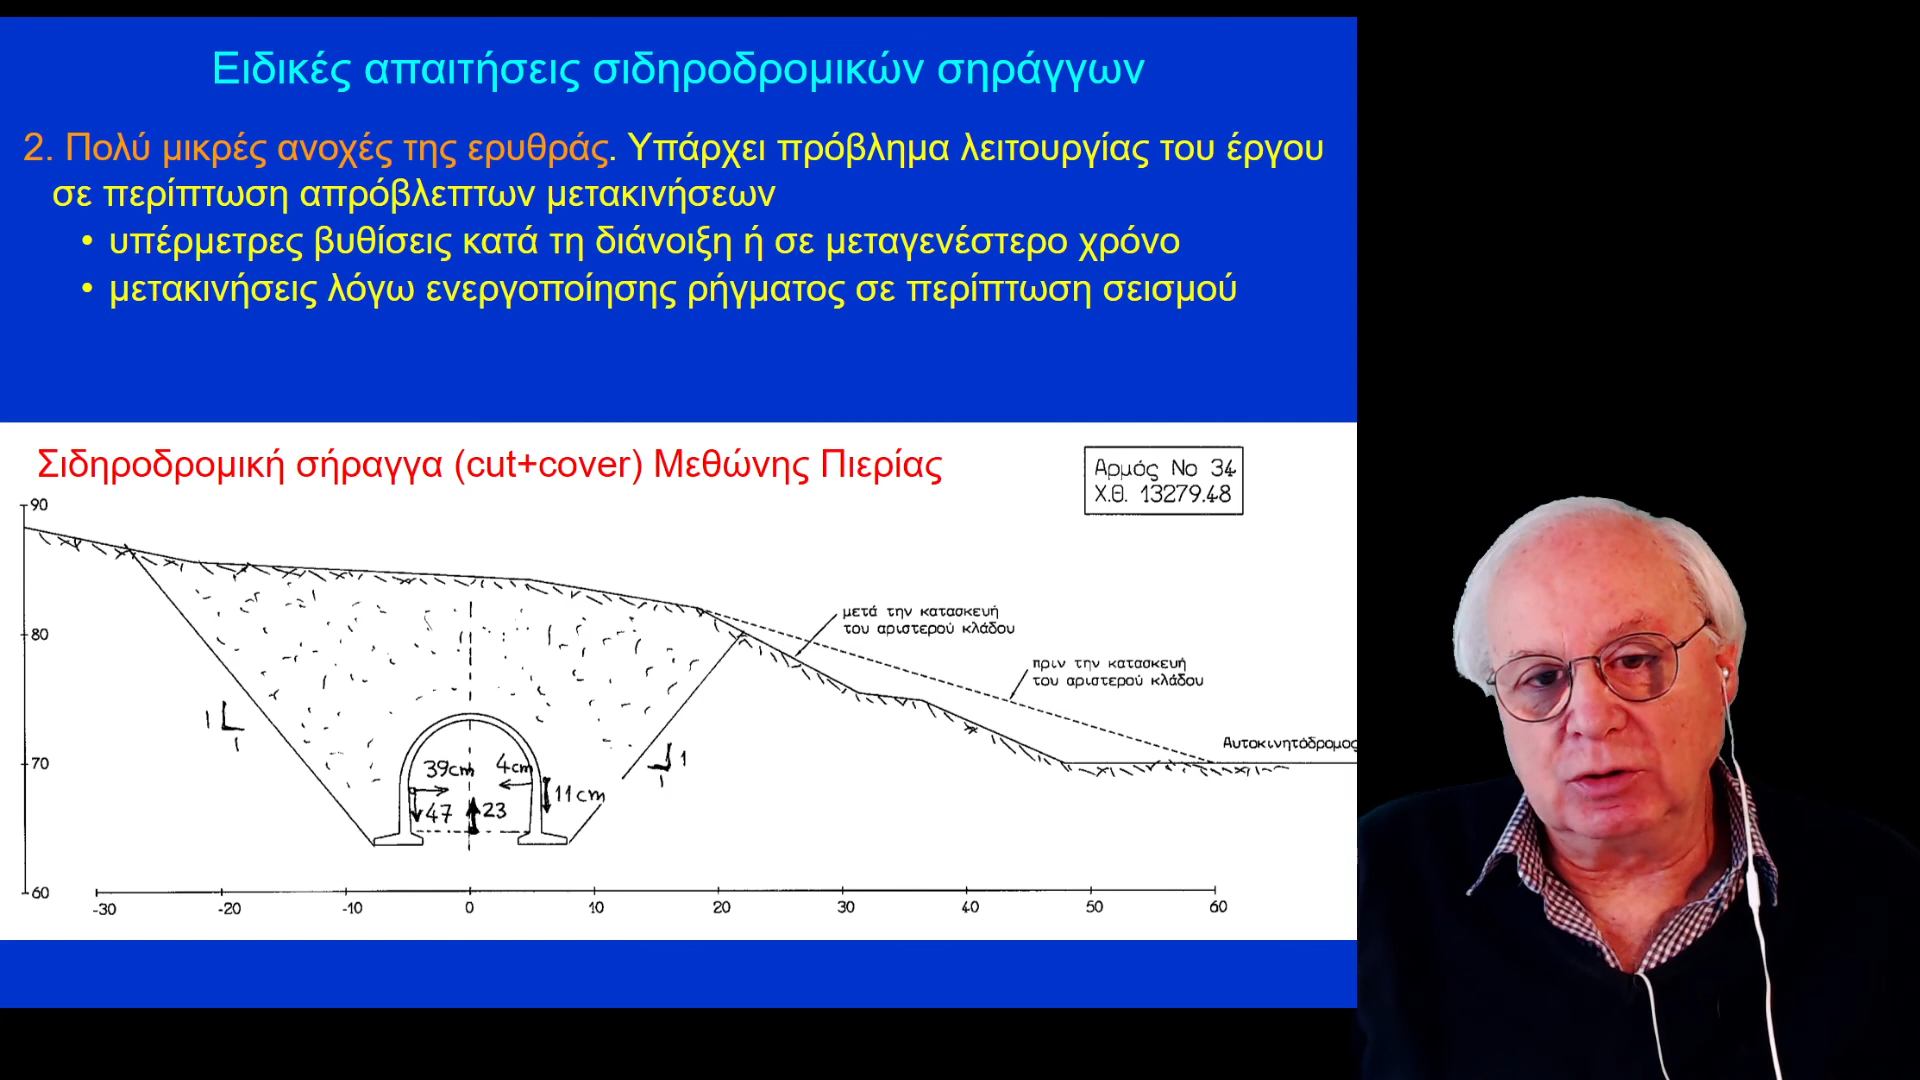 Ειδικές απαιτήσεις σιδηροδρομικών σηράγγων
2. Πολύ μικρές ανοχές της ερυθράς. Υπάρχει πρόβλημα λειτουργίας του έργου
σε περίπτωση απρόβλεπτων μετακινήσεων
• υπέρμετρες βυθίσεις κατά τη διάνοιξη ή σε μεταγενέστερο χρόνο
• μετακινήσεις λόγω ενεργοποίησης ρήγματος σε περίπτωση σεισμού
Σιδηροδρομική σήραγγα (cut+cover) Μεθώνης Πιερίας
Αρμός Νο 34
Χ.Θ. 13279.48
90
80
70
60
μετά την κατασκευή
του αριστερού κλάδου
πριν την κατασκευή
του αριστερού κλάδου
Αυτοκινητόδρομος
1
1
1
1
39cm
4cm
47
23
11cm
-30 -20 -10 0 10 20 30 40 50 60